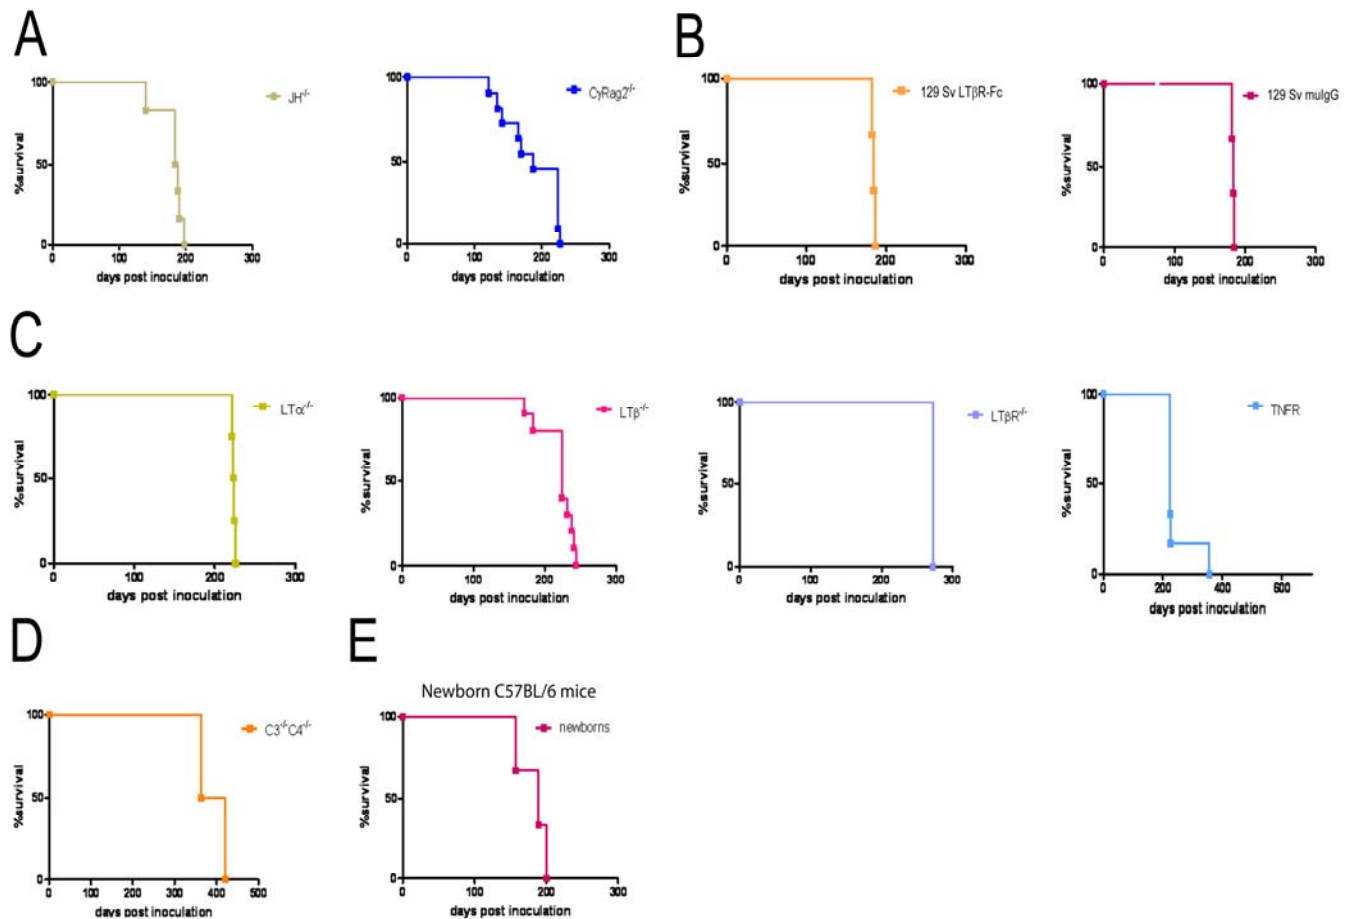 A
B
100
50
0
%survival
0 100 200 300
days post inoculation
JH-/-
100
50
0
%survival
0 100 200 300
days post inoculation
CγRag2-/-
100
50
0
%survival
0 100 200 300
days post inoculation
129 Sv LTβR-Fc
100
50
0
%survival
0 100 200 300
days post inoculation
129 Sv muIgG
C
100
50
0
%survival
0 100 200 300
days post inoculation
LTα-/-
100
50
0
%survival
0 100 200 300
days post inoculation
LTβ-/-
100
50
0
%survival
0 100 200 300
days post inoculation
LTβR-/-
100
50
0
%survival
0 200 400 600
days post inoculation
TNFR
D
E
100
50
0
%survival
0 100 200 300 400 500
days post inoculation
C3-/-C4-/-
Newborn C57BL/6 mice
100
50
0
%survival
0 100 200 300
days post inoculation
newborns